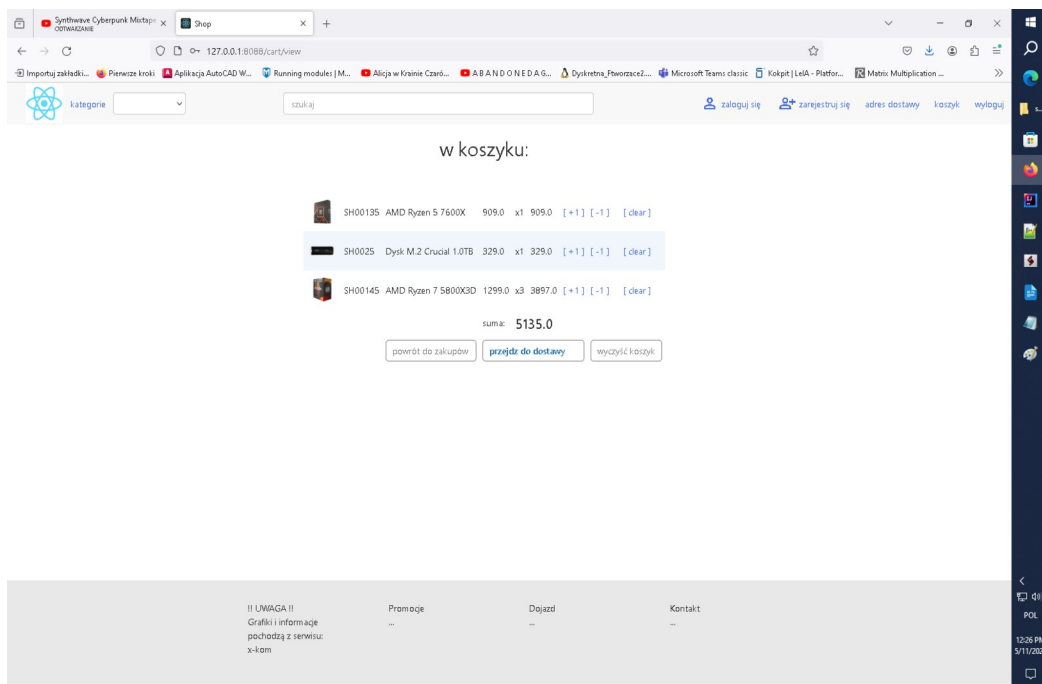 Synthwave Cyberpunk Mixtape
ODTWARZANIE
Shop
127.0.0.1:8088/cart/view
Importuj zakładki... Pierwsze kroki Aplikacja AutoCAD W... Running modules | M... Alicja w Krainie Czaró... A B A N D O N E D A G... Dyskretna_Ftworzace2.... Microsoft Teams classic Kokpit | LeIA - Platfor... Matrix Multiplication ...
kategorie szukaj zaloguj się zarejestruj się adres dostawy koszyk wyloguj
w koszyku:
SH00135 AMD Ryzen 5 7600X 909.0 x1 909.0 [ +1 ] [ -1 ] [ clear ]
SH0025 Dysk M.2 Crucial 1.0TB 329.0 x1 329.0 [ +1 ] [ -1 ] [ clear ]
SH00145 AMD Ryzen 7 5800X3D 1299.0 x3 3897.0 [ +1 ] [ -1 ] [ clear ]
suma: 5135.0
powrót do zakupów przejdz do dostawy wyczyść koszyk
!! UWAGA !! Promocje Dojazd Kontakt
Grafiki i informacje ... ... ...
pochodzą z serwisu:
x-kom
s...
POL
12:26 PM
5/11/202